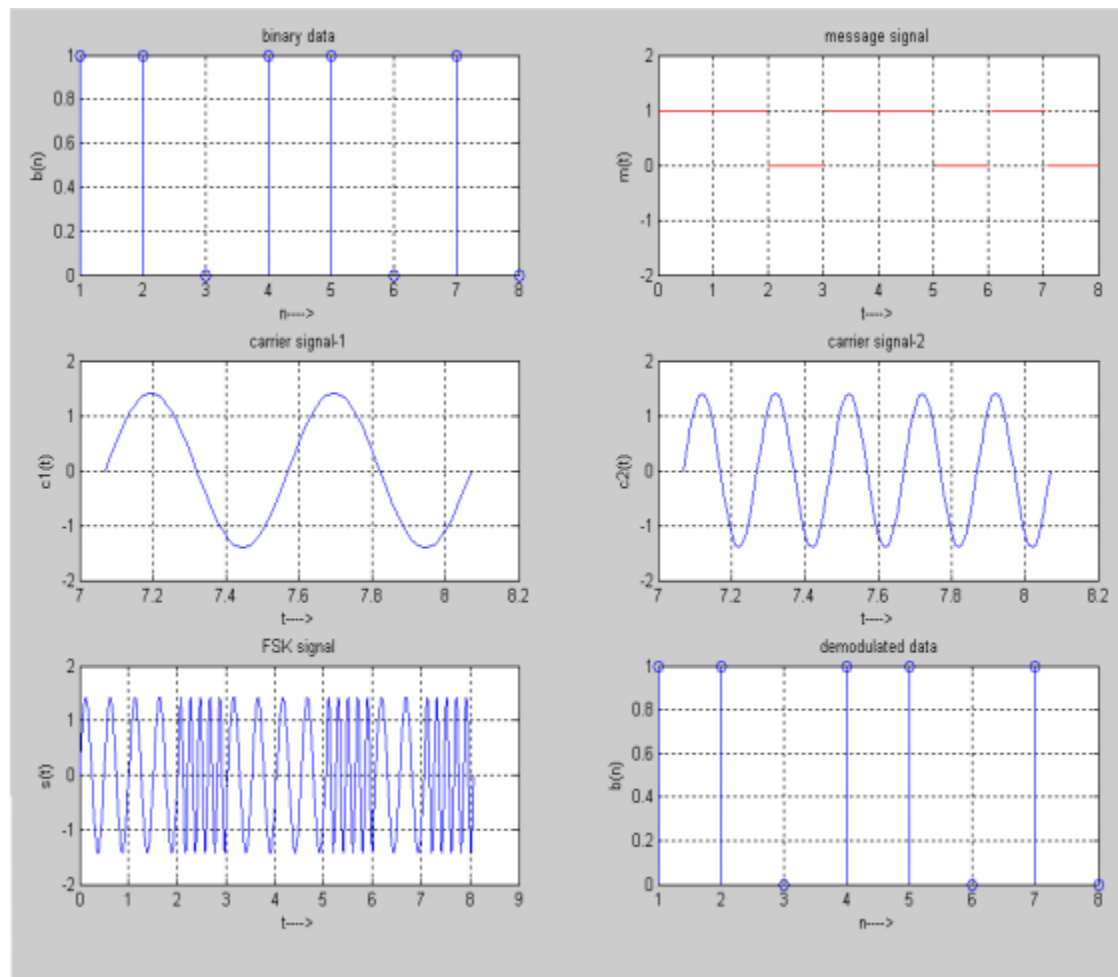 binary data
b(n)
1
0.8
0.6
0.4
0.2
0
1 2 3 4 5 6 7 8
n---->
message signal
m(t)
2
1
0
-1
-2
0 1 2 3 4 5 6 7 8
t---->
carrier signal-1
c1(t)
2
1
0
-1
-2
7 7.2 7.4 7.6 7.8 8 8.2
t---->
carrier signal-2
c2(t)
2
1
0
-1
-2
7 7.2 7.4 7.6 7.8 8 8.2
t---->
FSK signal
s(t)
2
1
0
-1
-2
0 1 2 3 4 5 6 7 8 9
t---->
demodulated data
b(n)
1
0.8
0.6
0.4
0.2
0
1 2 3 4 5 6 7 8
n---->